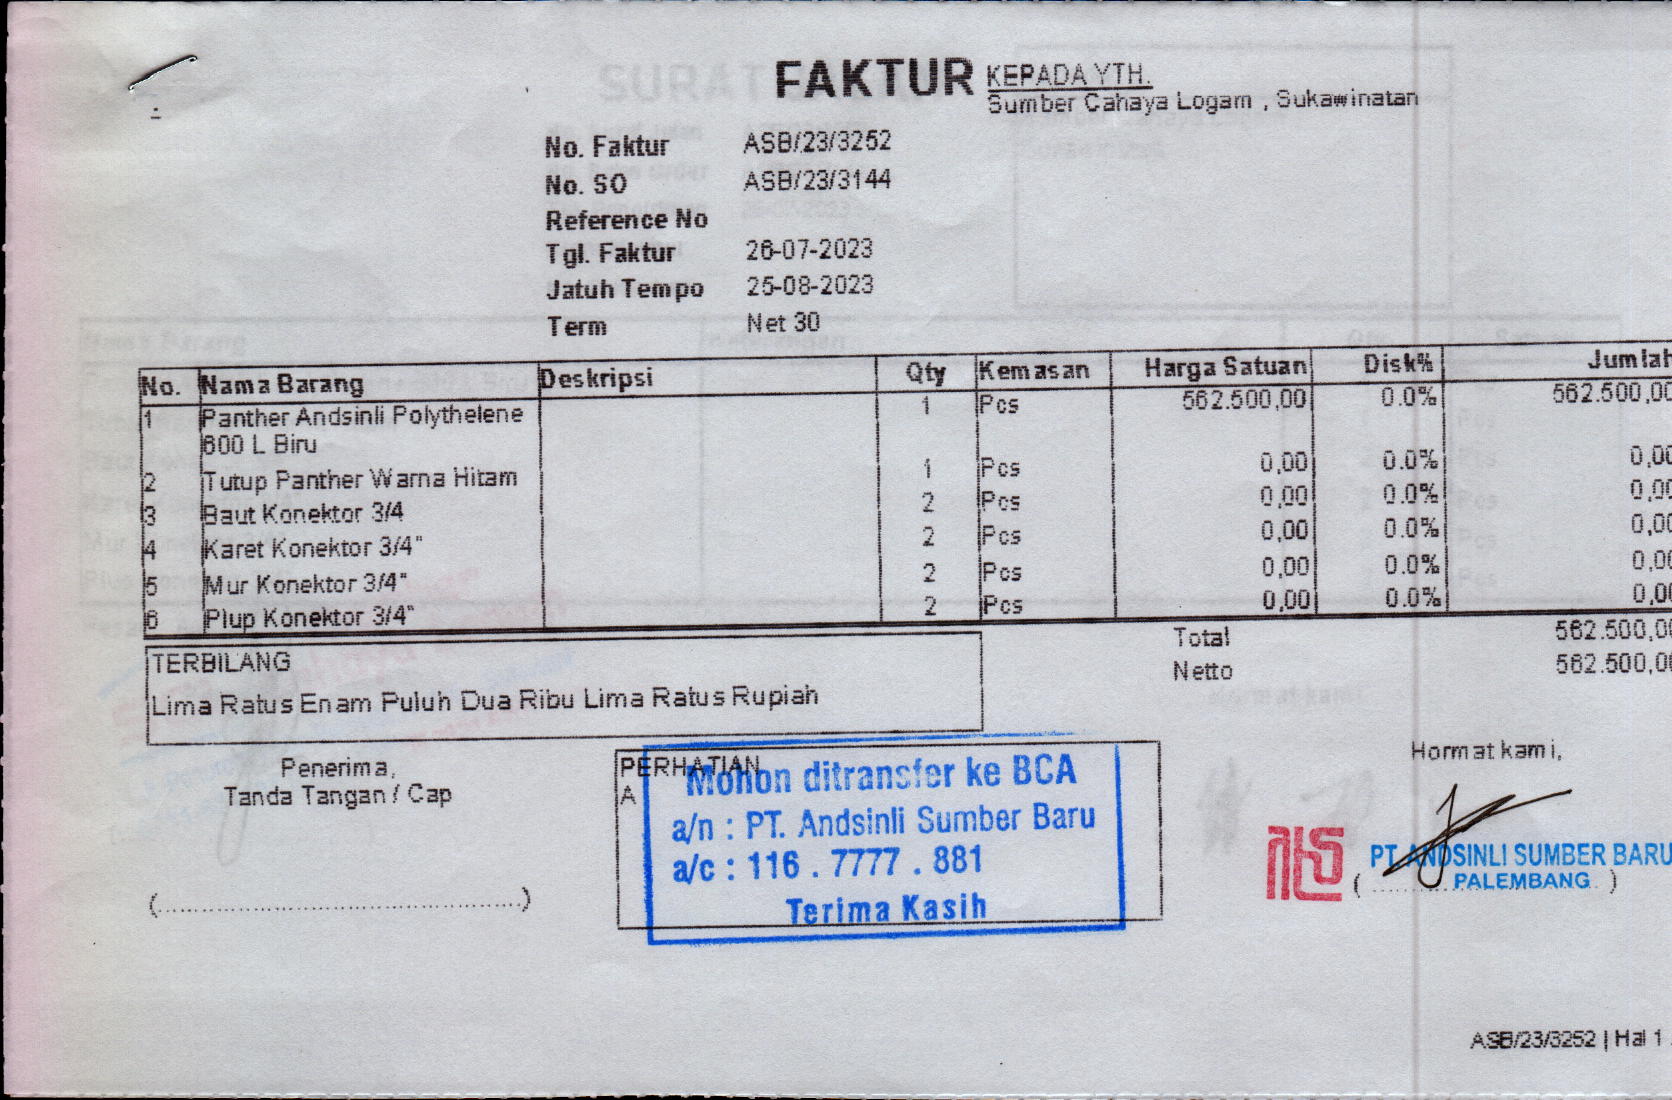 FAKTUR
KEPADA YTH.
Sumber Cahaya Logam , Sukawinatan
No. Faktur ASB/23/3252
No. SO ASB/23/3144
Reference No
Tgl. Faktur 26-07-2023
Jatuh Tempo 25-08-2023
Term Net 30
No. Nama Barang Deskripsi Qty Kemasan Harga Satuan Disk% Jumlah
1 Panther Andsinli Polythelene 1 Pcs 562.500,00 0.0% 562.500,00
600 L Biru
2 Tutup Panther Warna Hitam 1 Pcs 0,00 0.0% 0,00
3 Baut Konektor 3/4 2 Pcs 0,00 0.0% 0,00
4 Karet Konektor 3/4" 2 Pcs 0,00 0.0% 0,00
5 Mur Konektor 3/4" 2 Pcs 0,00 0.0% 0,00
6 Plup Konektor 3/4" 2 Pcs 0,00 0.0% 0,00
Total 562.500,00
Netto 562.500,00
TERBILANG
Lima Ratus Enam Puluh Dua Ribu Lima Ratus Rupiah
Penerima,
Tanda Tangan / Cap
(..........................................................)
PERHATIAN
A
Mohon ditransfer ke BCA
a/n : PT. Andsinli Sumber Baru
a/c : 116 . 7777 . 881
Terima Kasih
Hormat kami,
PT. ANDSINLI SUMBER BARU
PALEMBANG
ASB/23/3252 | Hal 1